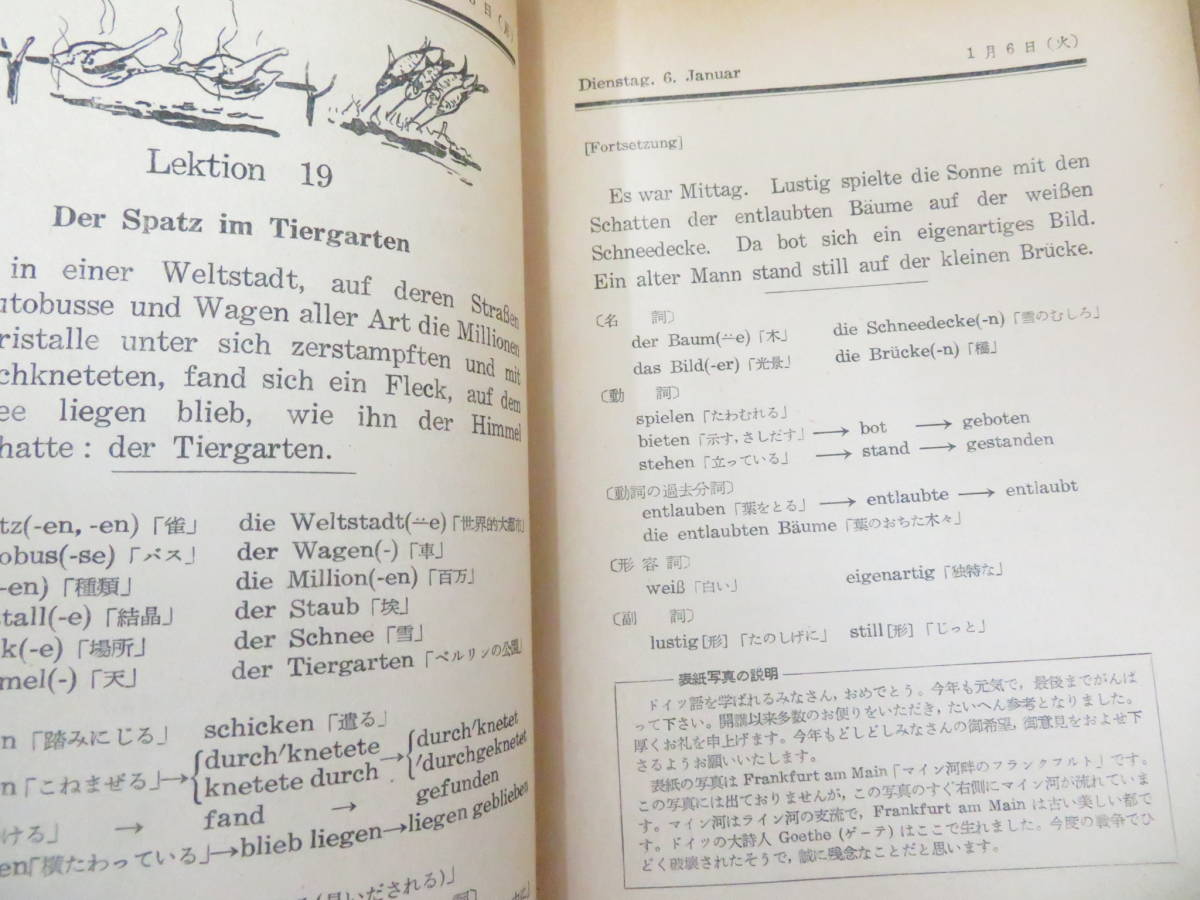 日（月）
Lektion 19
Der Spatz im Tiergarten
in einer Weltstadt, auf deren Straßen
utobusse und Wagen aller Art die Millionen
ristalle unter sich zerstampften und mit
chkneteten, fand sich ein Fleck, auf dem
ee liegen blieb, wie ihn der Himmel
hatte : der Tiergarten.
tz(-en, -en)「雀」 die Weltstadt(⸚e)「世界的大都市」
obus(-se)「バス」 der Wagen(-)「車」
-en)「種類」 die Million(-en)「百万」
tall(-e)「結晶」 der Staub「埃」
k(-e)「場所」 der Schnee「雪」
mel(-)「天」 der Tiergarten「ベルリンの公園」
n「踏みにじる」 schicken「遣る」
n「こねまぜる」→{durch'knetete →{durch'knetet
knetete durch 'durchgeknetet
ける」 → fand → gefunden
en「横たわっている」→blieb liegen→liegen geblieben
(見いだされる)」
Dienstag. 6. Januar 1月6日（火）
[Fortsetzung]
Es war Mittag. Lustig spielte die Sonne mit den
Schatten der entlaubten Bäume auf der weißen
Schneedecke. Da bot sich ein eigenartiges Bild.
Ein alter Mann stand still auf der kleinen Brücke.
〔名 詞〕
der Baum(⸚e)「木」 die Schneedecke(-n)「雪のむしろ」
das Bild(-er)「光景」 die Brücke(-n)「橋」
〔動 詞〕
spielen「たわむれる」
bieten「示す，さしだす」→ bot → geboten
stehen「立っている」 → stand → gestanden
〔動詞の過去分詞〕
entlauben「葉をとる」→ entlaubte → entlaubt
die entlaubten Bäume「葉のおちた木々」
〔形 容 詞〕
weiß「白い」 eigenartig「独特な」
〔副 詞〕
lustig[形]「たのしげに」 still[形]「じっと」
表紙写真の説明
ドイツ語を学ばれるみなさん，おめでとう。今年も元気で，最後までがんば
って下さい。開講以来多数のお便りをいただき，たいへん参考となりました。
厚くお礼を申上げます。今年もどしどしみなさんの御希望，御意見をおよせ下
さるようお願いいたします。
表紙の写真は Frankfurt am Main「マイン河畔のフランクフルト」です。
この写真には出ておりませんが，この写真のすぐ右側にマイン河が流れていま
す。マイン河はライン河の支流で，Frankfurt am Main は古い美しい都で
す。ドイツの大詩人 Goethe（ゲーテ）はここで生れました。今度の戦争でひ
どく破壊されたそうで，誠に残念なことだと思います。